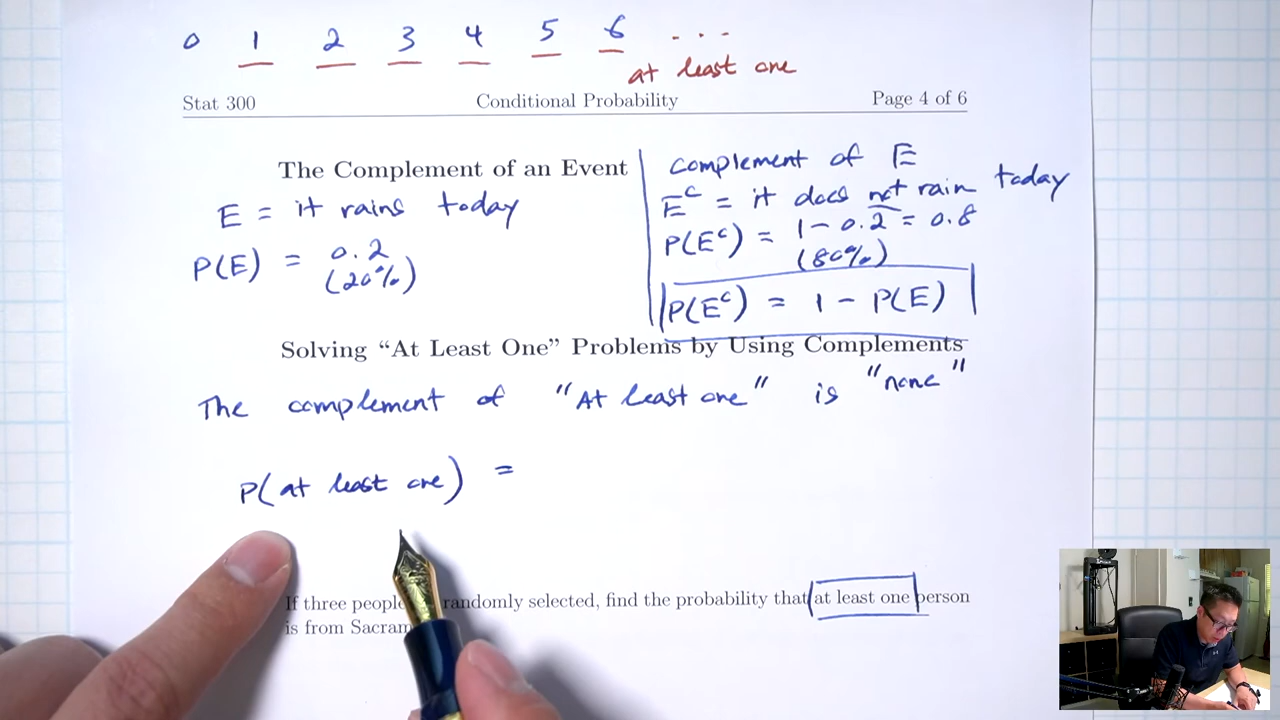 0 1 2 3 4 5 6 ...
at least one
Stat 300 Conditional Probability Page 4 of 6
The Complement of an Event
E = it rains today
P(E) = 0.2
(20%)
complement of E
Eᶜ = it does not rain today
P(Eᶜ) = 1 - 0.2 = 0.8
(80%)
P(Eᶜ) = 1 - P(E)
Solving “At Least One” Problems by Using Complements
The complement of "At least one" is "none"
P(at least one) =
If three people randomly selected, find the probability that at least one person
is from